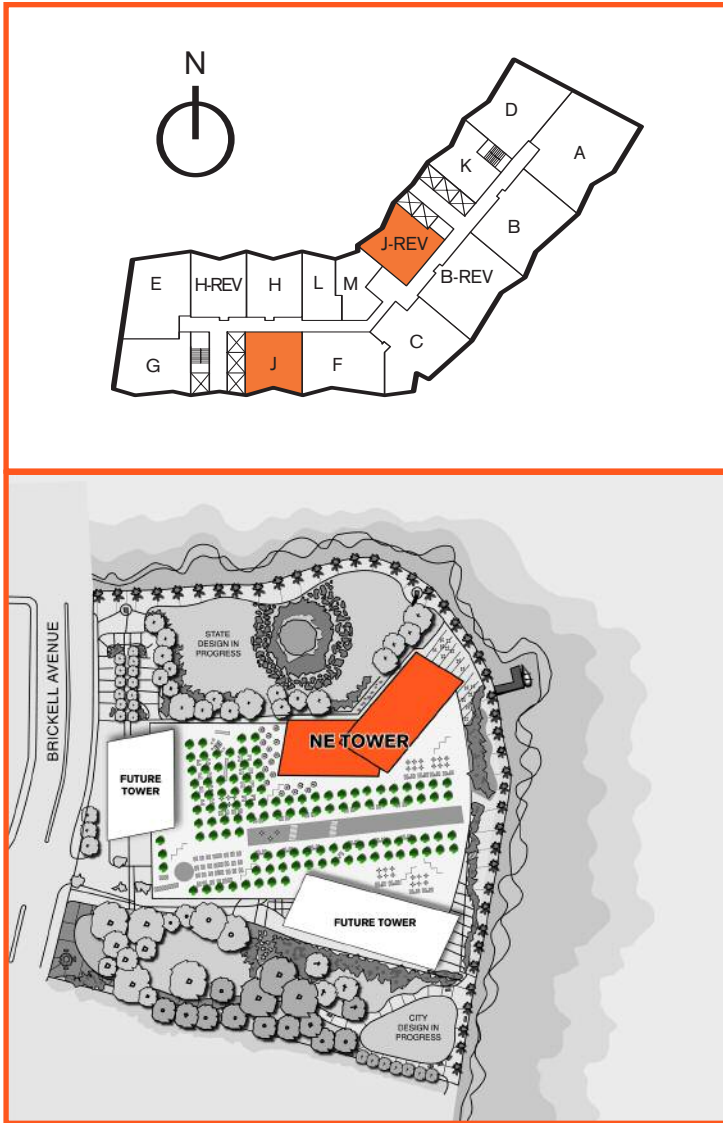 N
D
A
K
B
J-REV
B-REV
E
H-REV
H
L
M
C
G
J
F
BRICKELL AVENUE
STATE
DESIGN IN
PROGRESS
NE TOWER
FUTURE
TOWER
FUTURE TOWER
CITY
DESIGN IN
PROGRESS